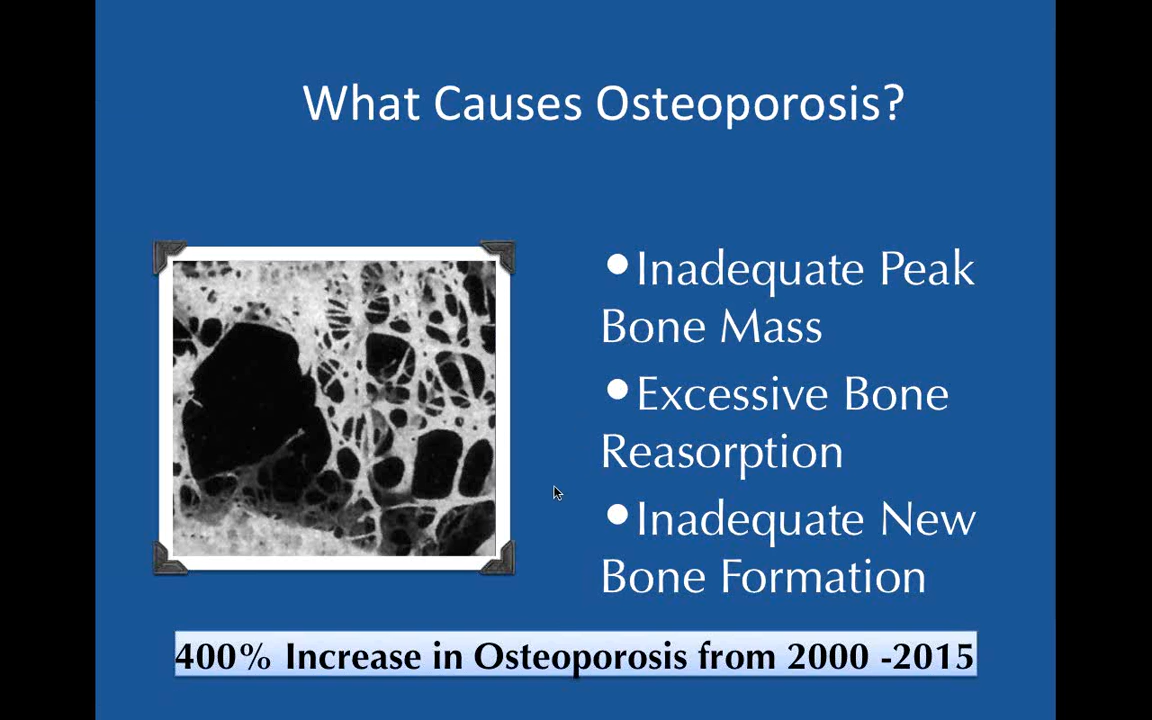 What Causes Osteoporosis?
•Inadequate Peak
Bone Mass
•Excessive Bone
Reasorption
•Inadequate New
Bone Formation
400% Increase in Osteoporosis from 2000 -2015